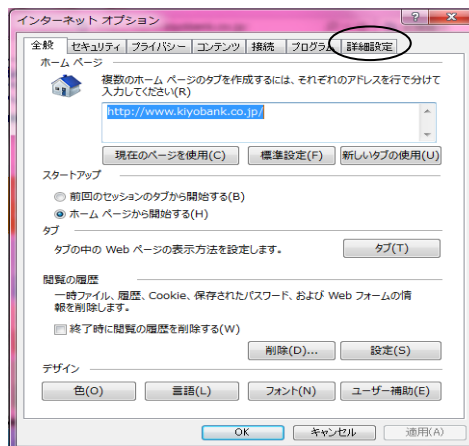 インターネット オプション
全般 セキュリティ プライバシー コンテンツ 接続 プログラム 詳細設定
ホーム ページ
複数のホーム ページのタブを作成するには、それぞれのアドレスを行で分けて
入力してください(R)
http://www.kiyobank.co.jp/
現在のページを使用(C) 標準設定(F) 新しいタブの使用(U)
スタートアップ
前回のセッションのタブから開始する(B)
ホーム ページから開始する(H)
タブ
タブの中の Web ページの表示方法を設定します。 タブ(T)
閲覧の履歴
一時ファイル、履歴、Cookie、保存されたパスワード、および Web フォームの情
報を削除します。
終了時に閲覧の履歴を削除する(W)
削除(D)... 設定(S)
デザイン
色(O) 言語(L) フォント(N) ユーザー補助(E)
OK キャンセル 適用(A)